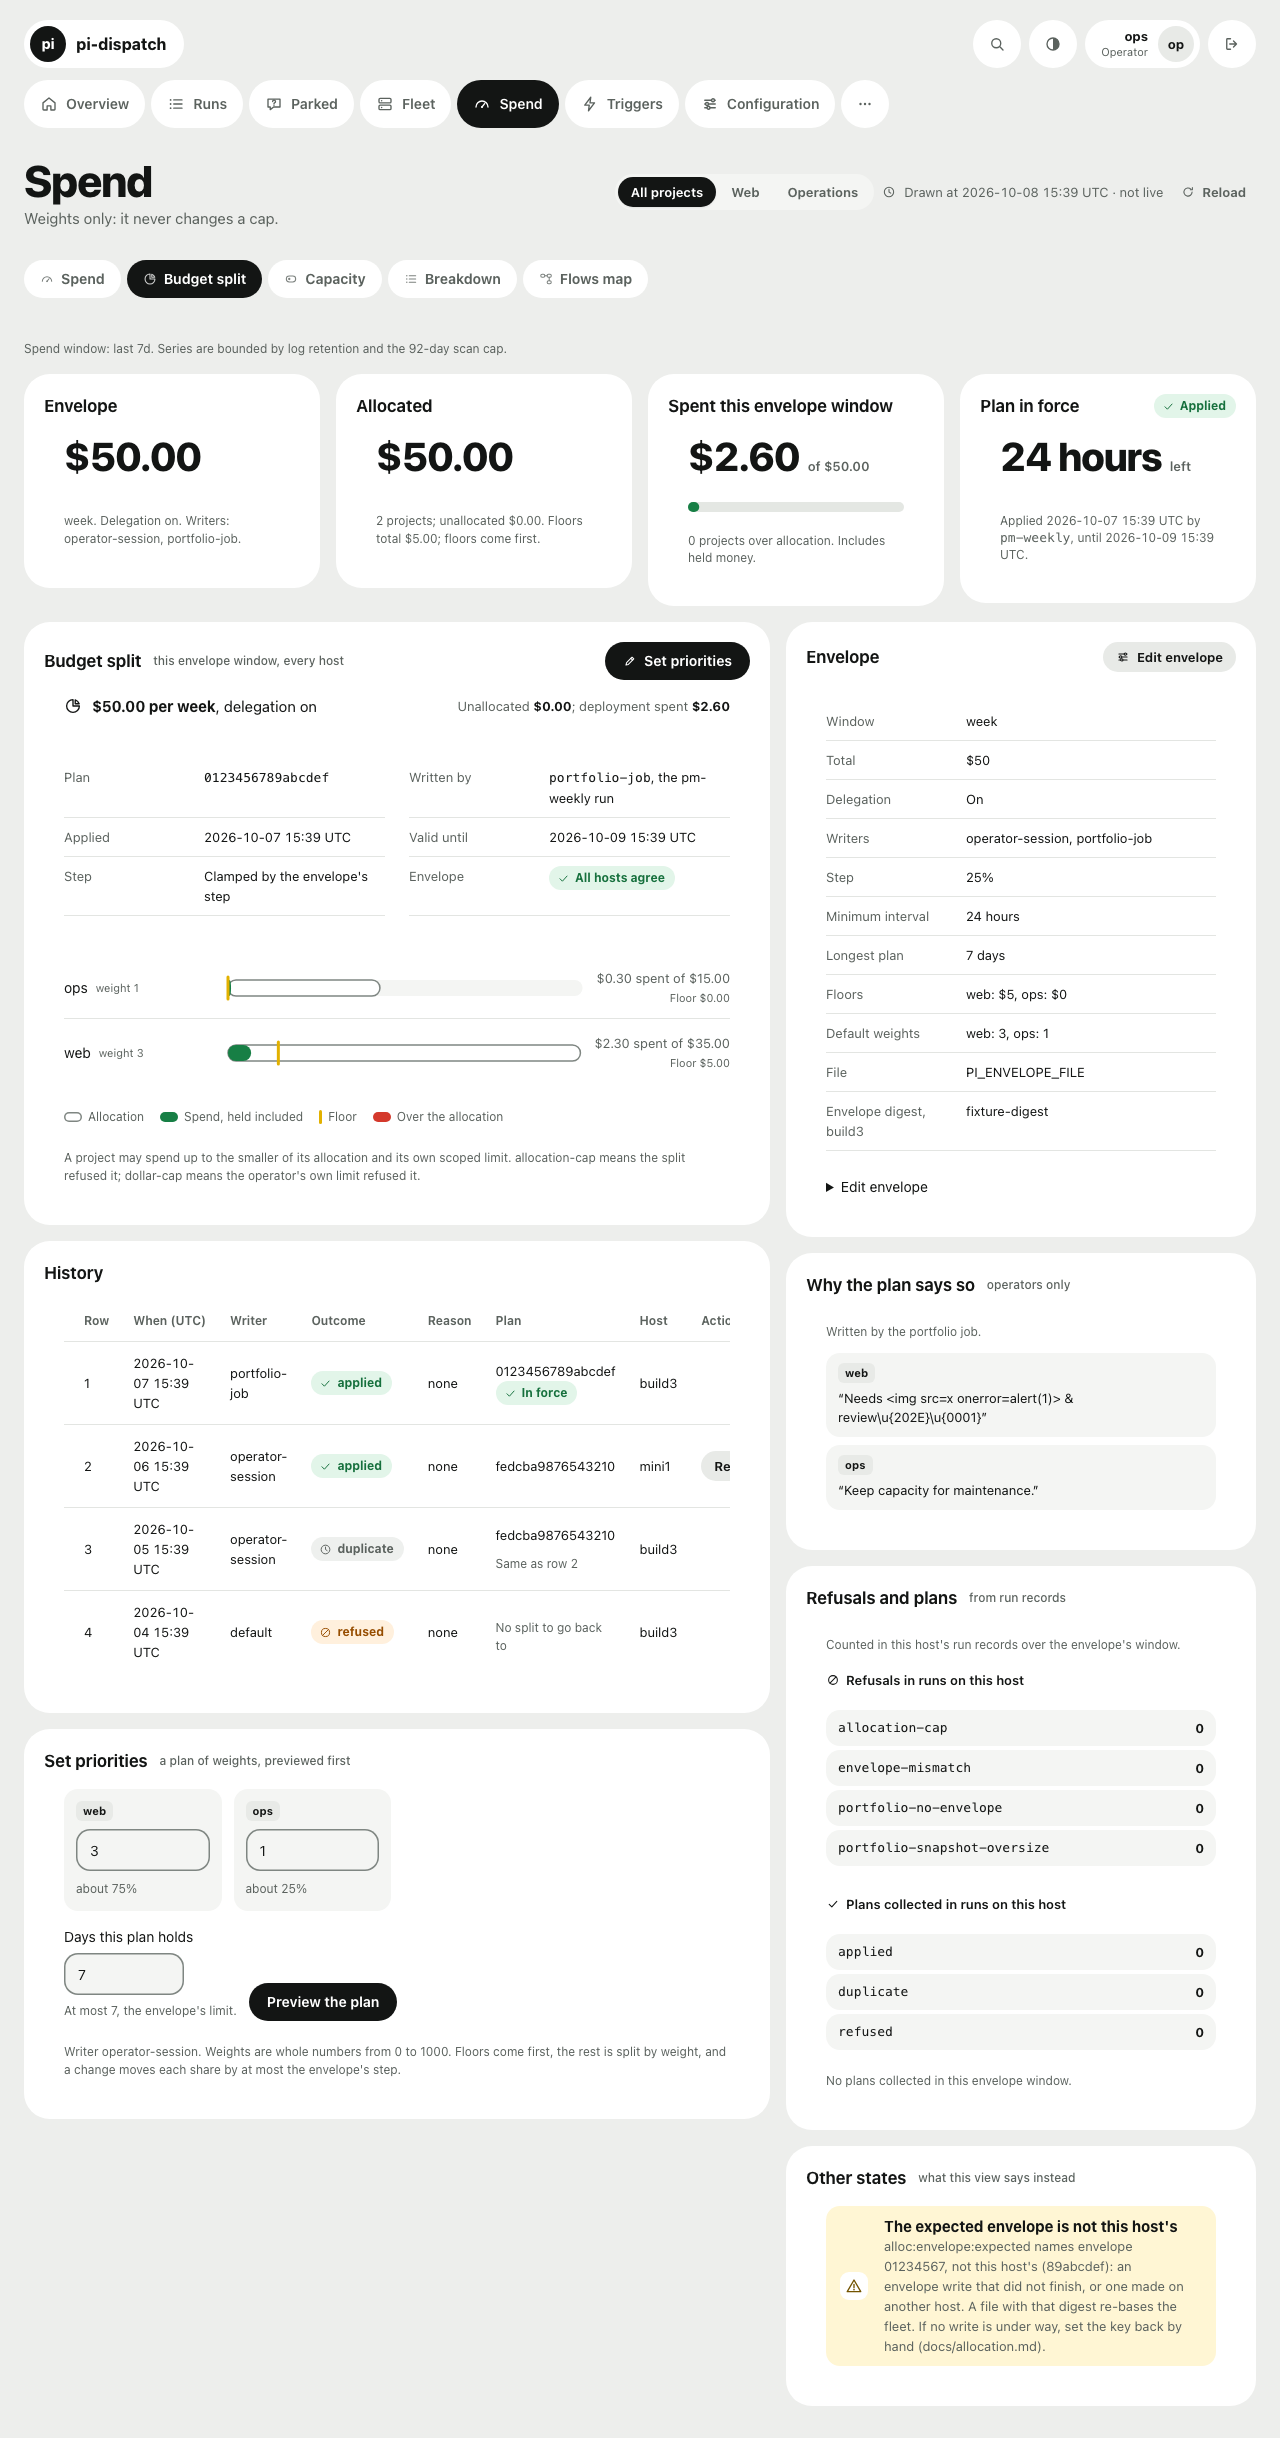 pi pi-dispatch
ops
Operator
op
Overview Runs Parked Fleet Spend Triggers Configuration ...
Spend
Weights only: it never changes a cap.
All projects Web Operations Drawn at 2026-10-08 15:39 UTC · not live Reload
Spend Budget split Capacity Breakdown Flows map
Spend window: last 7d. Series are bounded by log retention and the 92-day scan cap.
Envelope
$50.00
week. Delegation on. Writers:
operator-session, portfolio-job.
Allocated
$50.00
2 projects; unallocated $0.00. Floors
total $5.00; floors come first.
Spent this envelope window
$2.60 of $50.00
0 projects over allocation. Includes
held money.
Plan in force Applied
24 hours left
Applied 2026-10-07 15:39 UTC by
pm-weekly, until 2026-10-09 15:39
UTC.
Budget split this envelope window, every host Set priorities
$50.00 per week, delegation on Unallocated $0.00; deployment spent $2.60
Plan 0123456789abcdef Written by portfolio-job, the pm-
weekly run
Applied 2026-10-07 15:39 UTC Valid until 2026-10-09 15:39 UTC
Step Clamped by the envelope's
step
Envelope All hosts agree
ops weight 1 $0.30 spent of $15.00
Floor $0.00
web weight 3 $2.30 spent of $35.00
Floor $5.00
Allocation Spend, held included Floor Over the allocation
A project may spend up to the smaller of its allocation and its own scoped limit. allocation-cap means the split
refused it; dollar-cap means the operator's own limit refused it.
Envelope Edit envelope
Window week
Total $50
Delegation On
Writers operator-session, portfolio-job
Step 25%
Minimum interval 24 hours
Longest plan 7 days
Floors web: $5, ops: $0
Default weights web: 3, ops: 1
File PI_ENVELOPE_FILE
Envelope digest,
build3
fixture-digest
Edit envelope
History
Row When (UTC) Writer Outcome Reason Plan Host
1 2026-10-
07 15:39
UTC
portfolio-
job
applied none 0123456789abcdef
In force
build3
2 2026-10-
06 15:39
UTC
operator-
session
applied none fedcba9876543210 mini1
3 2026-10-
05 15:39
UTC
operator-
session
duplicate none fedcba9876543210
Same as row 2
build3
4 2026-10-
04 15:39
UTC
default refused none No split to go back
to
build3
Why the plan says so operators only
Written by the portfolio job.
web
“Needs <img src=x onerror=alert(1)> &
review\u{202E}\u{0001}”
ops
“Keep capacity for maintenance.”
Refusals and plans from run records
Counted in this host's run records over the envelope's window.
Refusals in runs on this host
allocation-cap 0
envelope-mismatch 0
portfolio-no-envelope 0
portfolio-snapshot-oversize 0
Plans collected in runs on this host
applied 0
duplicate 0
refused 0
No plans collected in this envelope window.
Set priorities a plan of weights, previewed first
web
3
about 75%
ops
1
about 25%
Days this plan holds
7
At most 7, the envelope's limit.
Preview the plan
Writer operator-session. Weights are whole numbers from 0 to 1000. Floors come first, the rest is split by weight, and
a change moves each share by at most the envelope's step.
Other states what this view says instead
The expected envelope is not this host's
alloc:envelope:expected names envelope
01234567, not this host's (89abcdef): an
envelope write that did not finish, or one made on
another host. A file with that digest re-bases the
fleet. If no write is under way, set the key back by
hand (docs/allocation.md).